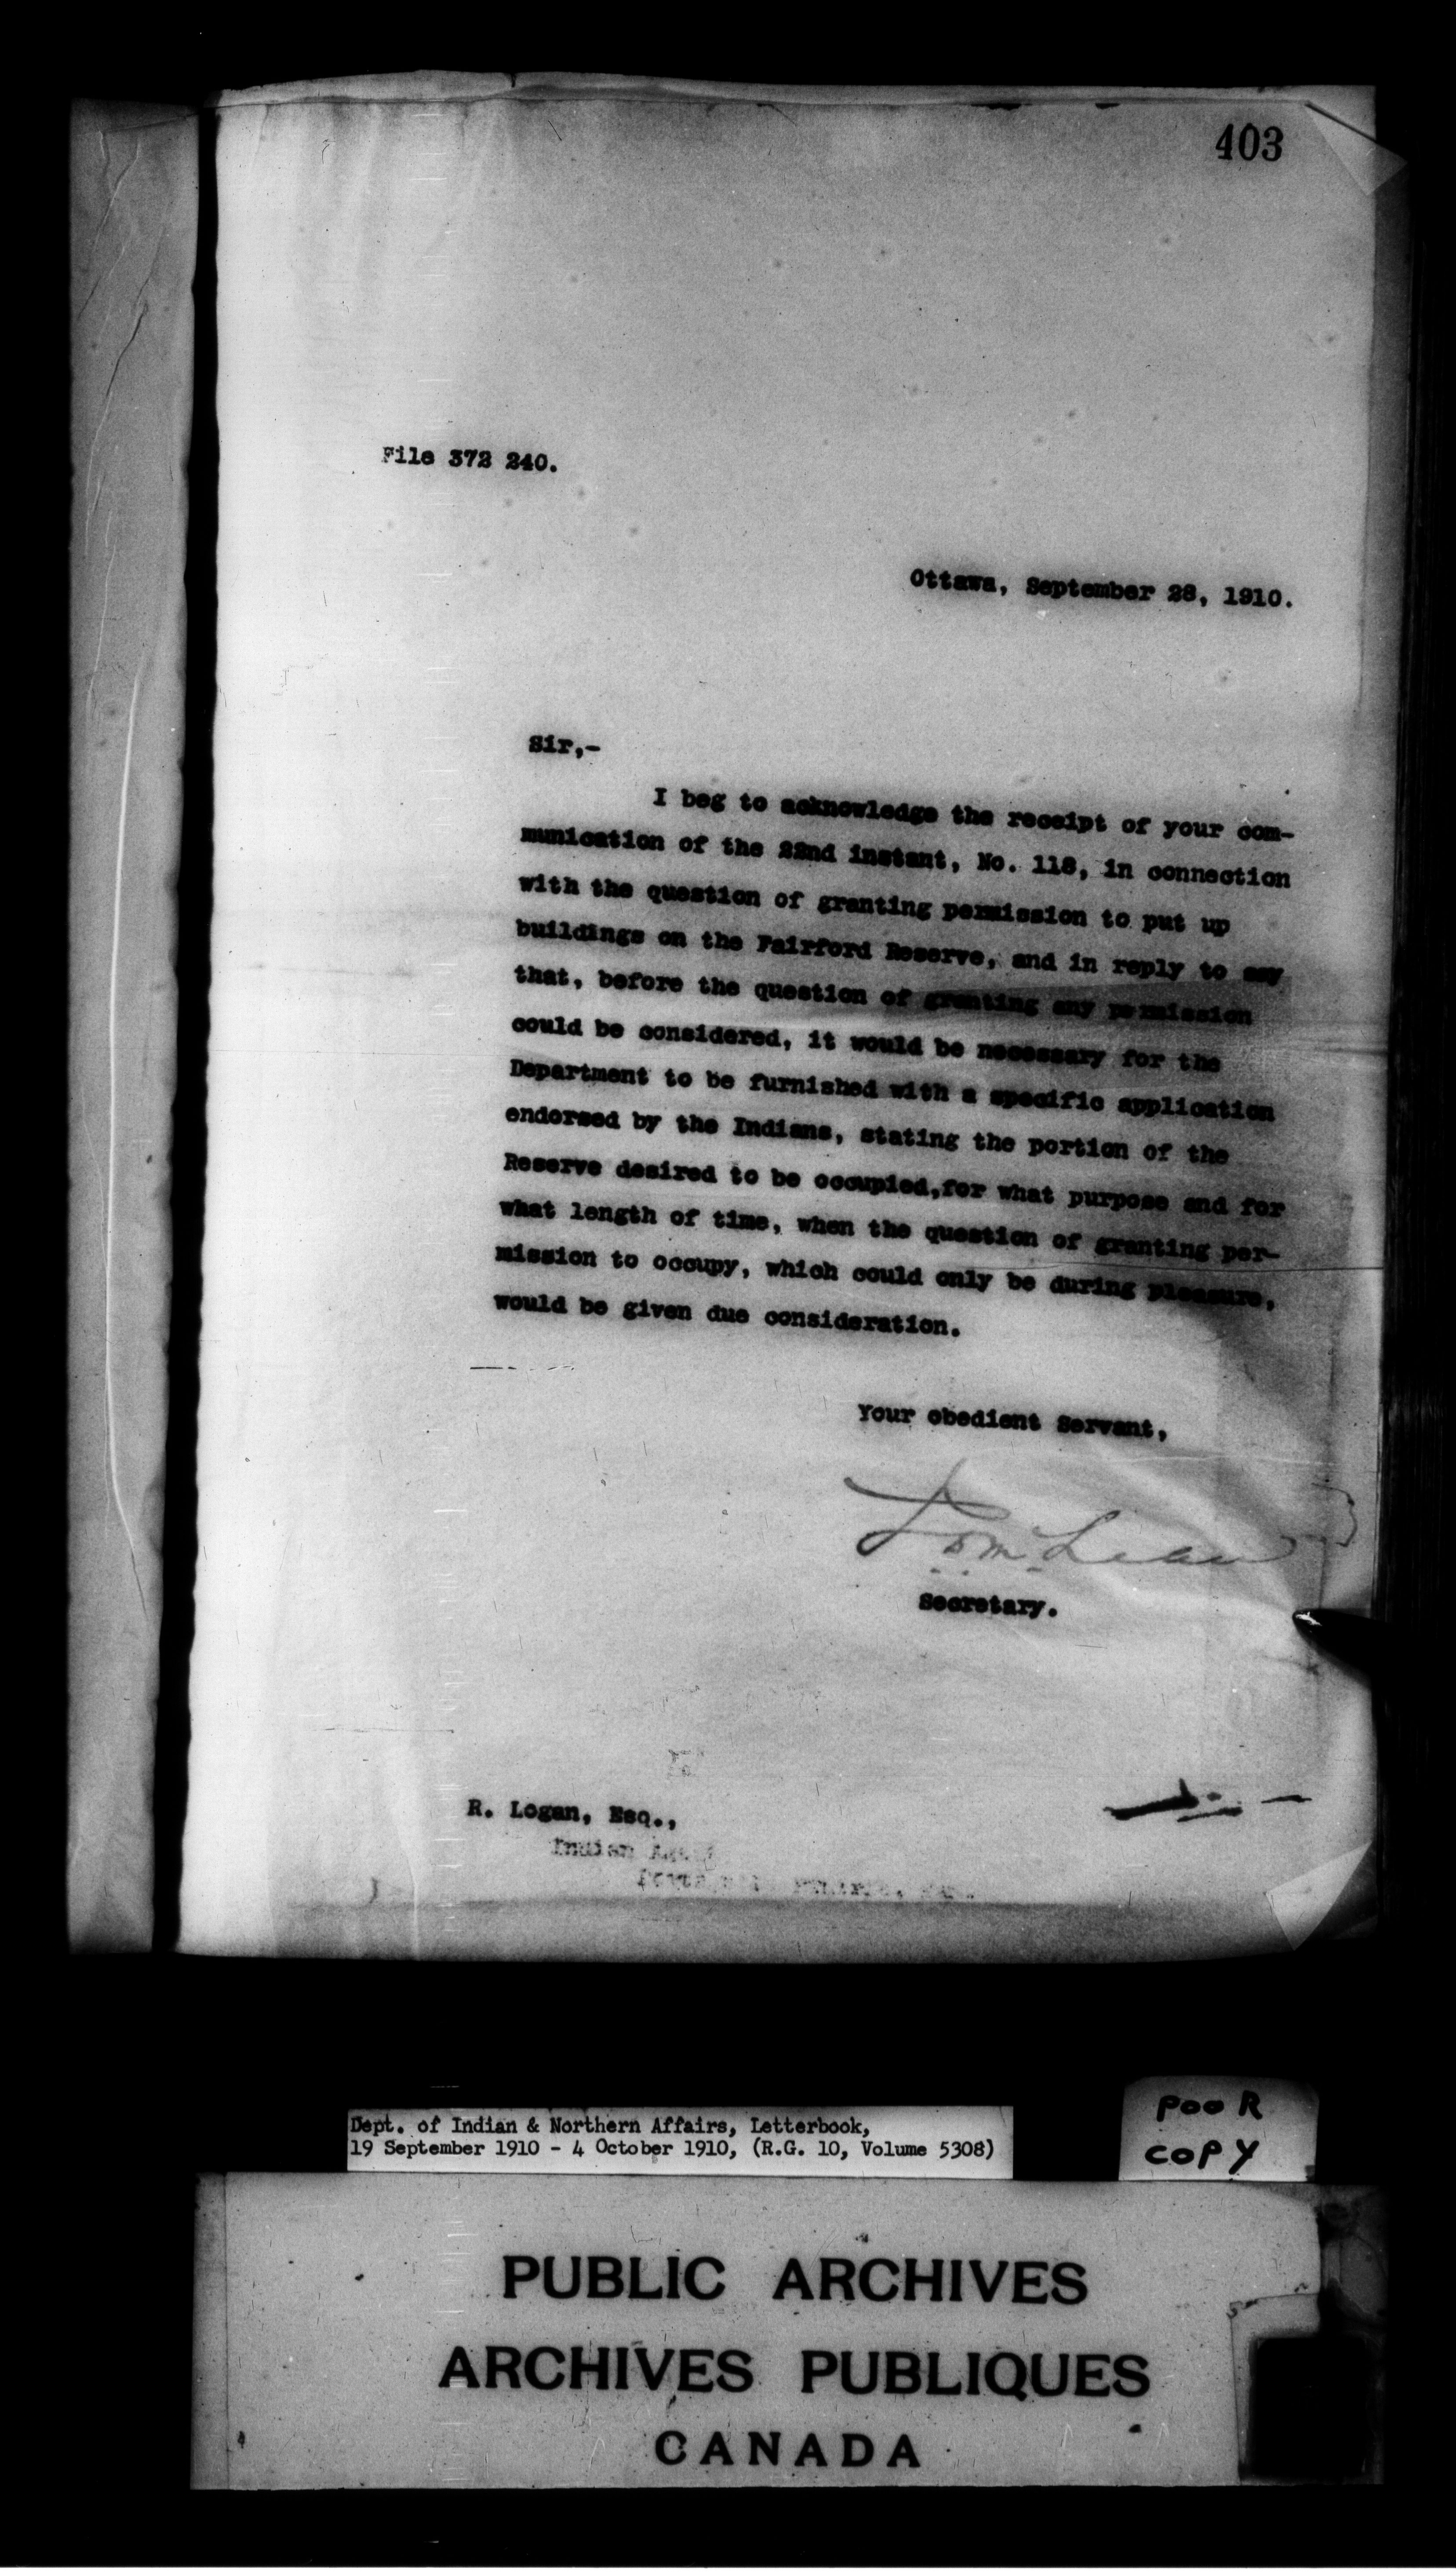 403
File 372 240.
Ottawa, September 28, 1910.
Sir,-
I beg to acknowledge the receipt of your com-
munication of the 22nd instant, No. 118, in connection
with the question of granting permission to put up
buildings on the Fairford Reserve, and in reply to say
that, before the question of granting any permission
could be considered, it would be necessary for the
Department to be furnished with a specific application
endorsed by the Indians, stating the portion of the
Reserve desired to be occupied,for what purpose and for
what length of time, when the question of granting per-
mission to occupy, which could only be during pleasure,
would be given due consideration.
Your obedient Servant,
Secretary.
R. Logan, Esq.,
Indian
Dept. of Indian & Northern Affairs, Letterbook,
19 September 1910 - 4 October 1910, (R.G. 10, Volume 5308)
POOR
COPY
PUBLIC ARCHIVES
ARCHIVES PUBLIQUES
CANADA